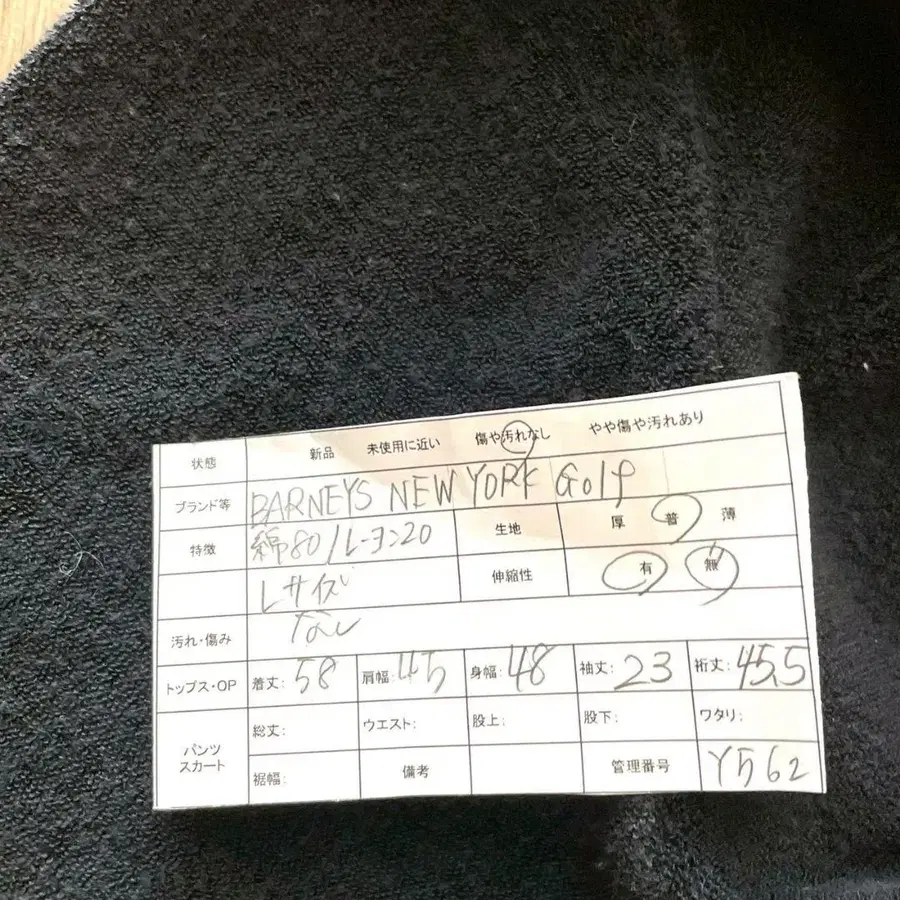 状態 新品 未使用に近い 傷や汚れなし やや傷や汚れあり
ブランド等 BARNEYS NEW YORK Golf
特徴 綿80/レーヨン20 生地 厚 普 薄
Lサイズ 伸縮性 有 無
汚れ・傷み なし
トップス・OP 着丈: 58 肩幅: 45 身幅: 48 袖丈: 23 裄丈: 45.5
パンツ スカート 総丈: ウエスト: 股上: 股下: ワタリ:
裾幅: 備考 管理番号 Y562